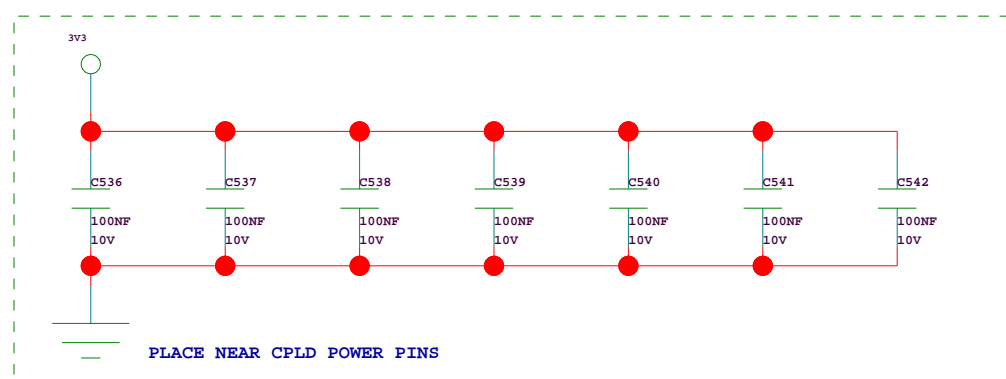 3V3
C536 C537 C538 C539 C540 C541 C542
100NF 100NF 100NF 100NF 100NF 100NF 100NF
10V 10V 10V 10V 10V 10V 10V
PLACE NEAR CPLD POWER PINS